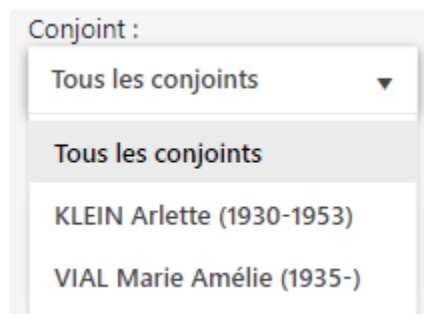 Conjoint :
Tous les conjoints
Tous les conjoints
KLEIN Arlette (1930-1953)
VIAL Marie Amélie (1935-)